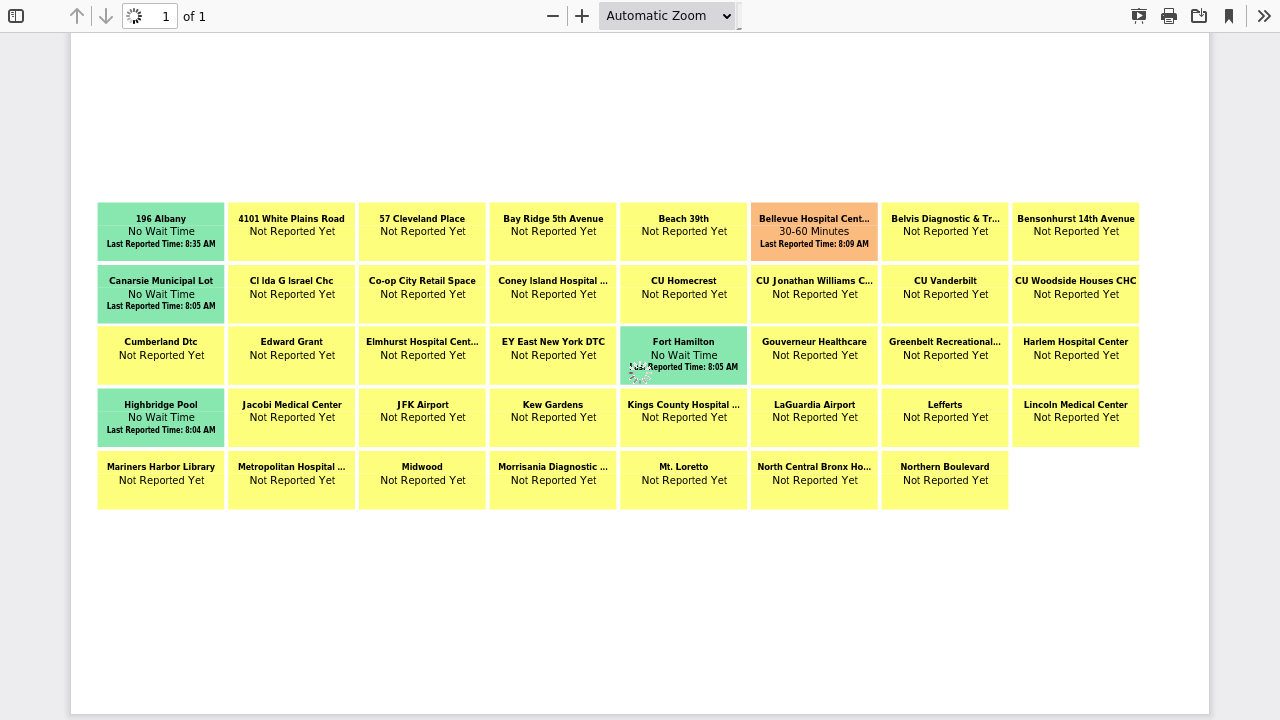 1 of 1 Automatic Zoom
196 Albany
No Wait Time
Last Reported Time: 8:35 AM
4101 White Plains Road
Not Reported Yet
57 Cleveland Place
Not Reported Yet
Bay Ridge 5th Avenue
Not Reported Yet
Beach 39th
Not Reported Yet
Bellevue Hospital Cent...
30-60 Minutes
Last Reported Time: 8:09 AM
Belvis Diagnostic & Tr...
Not Reported Yet
Bensonhurst 14th Avenue
Not Reported Yet
Canarsie Municipal Lot
No Wait Time
Last Reported Time: 8:05 AM
CI Ida G Israel Chc
Not Reported Yet
Co-op City Retail Space
Not Reported Yet
Coney Island Hospital ...
Not Reported Yet
CU Homecrest
Not Reported Yet
CU Jonathan Williams C...
Not Reported Yet
CU Vanderbilt
Not Reported Yet
CU Woodside Houses CHC
Not Reported Yet
Cumberland Dtc
Not Reported Yet
Edward Grant
Not Reported Yet
Elmhurst Hospital Cent...
Not Reported Yet
EY East New York DTC
Not Reported Yet
Fort Hamilton
No Wait Time
Last Reported Time: 8:05 AM
Gouverneur Healthcare
Not Reported Yet
Greenbelt Recreational...
Not Reported Yet
Harlem Hospital Center
Not Reported Yet
Highbridge Pool
No Wait Time
Last Reported Time: 8:04 AM
Jacobi Medical Center
Not Reported Yet
JFK Airport
Not Reported Yet
Kew Gardens
Not Reported Yet
Kings County Hospital ...
Not Reported Yet
LaGuardia Airport
Not Reported Yet
Lefferts
Not Reported Yet
Lincoln Medical Center
Not Reported Yet
Mariners Harbor Library
Not Reported Yet
Metropolitan Hospital ...
Not Reported Yet
Midwood
Not Reported Yet
Morrisania Diagnostic ...
Not Reported Yet
Mt. Loretto
Not Reported Yet
North Central Bronx Ho...
Not Reported Yet
Northern Boulevard
Not Reported Yet